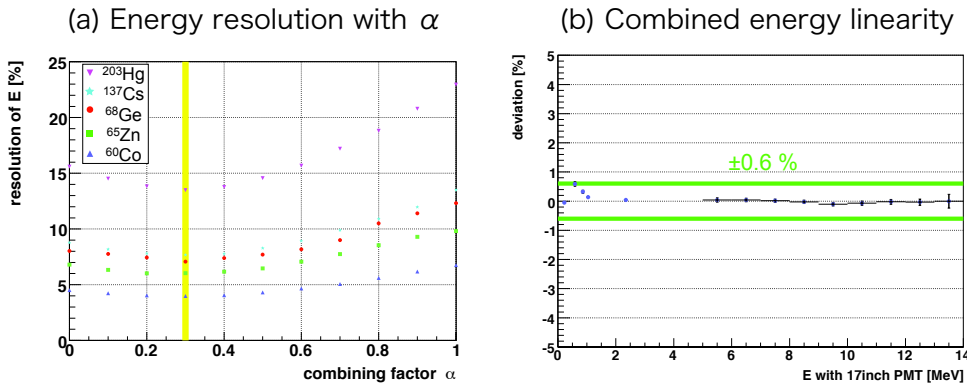 (a) Energy resolution with α
resolution of E [%]
25
20
15
10
5
0
²⁰³Hg
¹³⁷Cs
⁶⁸Ge
⁶⁵Zn
⁶⁰Co
0 0.2 0.4 0.6 0.8 1
combining factor α
(b) Combined energy linearity
deviation [%]
5
4
3
2
1
0
-1
-2
-3
-4
-5
±0.6 %
0 2 4 6 8 10 12 14
E with 17inch PMT [MeV]